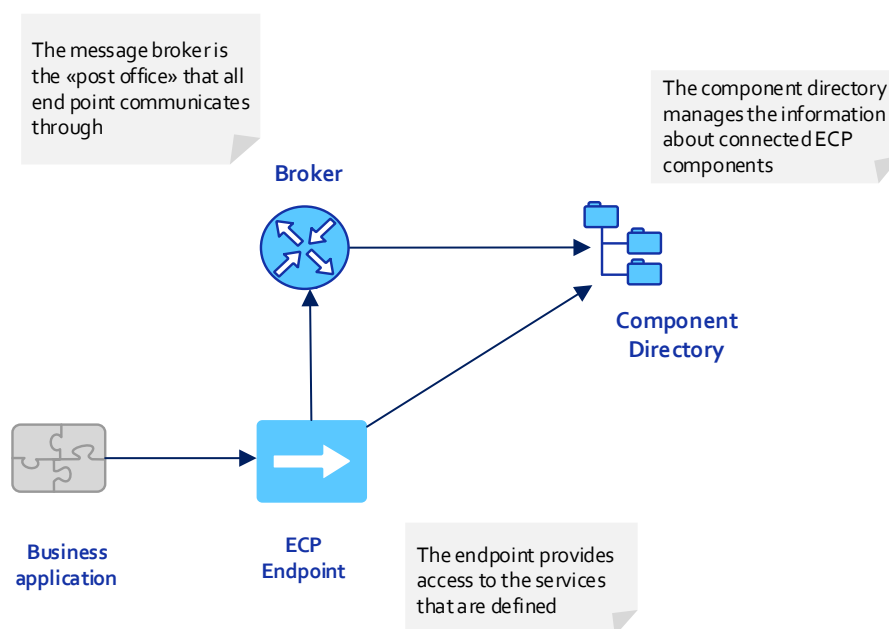 The message broker is
the «post office» that all
end point communicates
through
The component directory
manages the information
about connected ECP
components
Broker
Component
Directory
Business
application
ECP
Endpoint
The endpoint provides
access to the services
that are defined